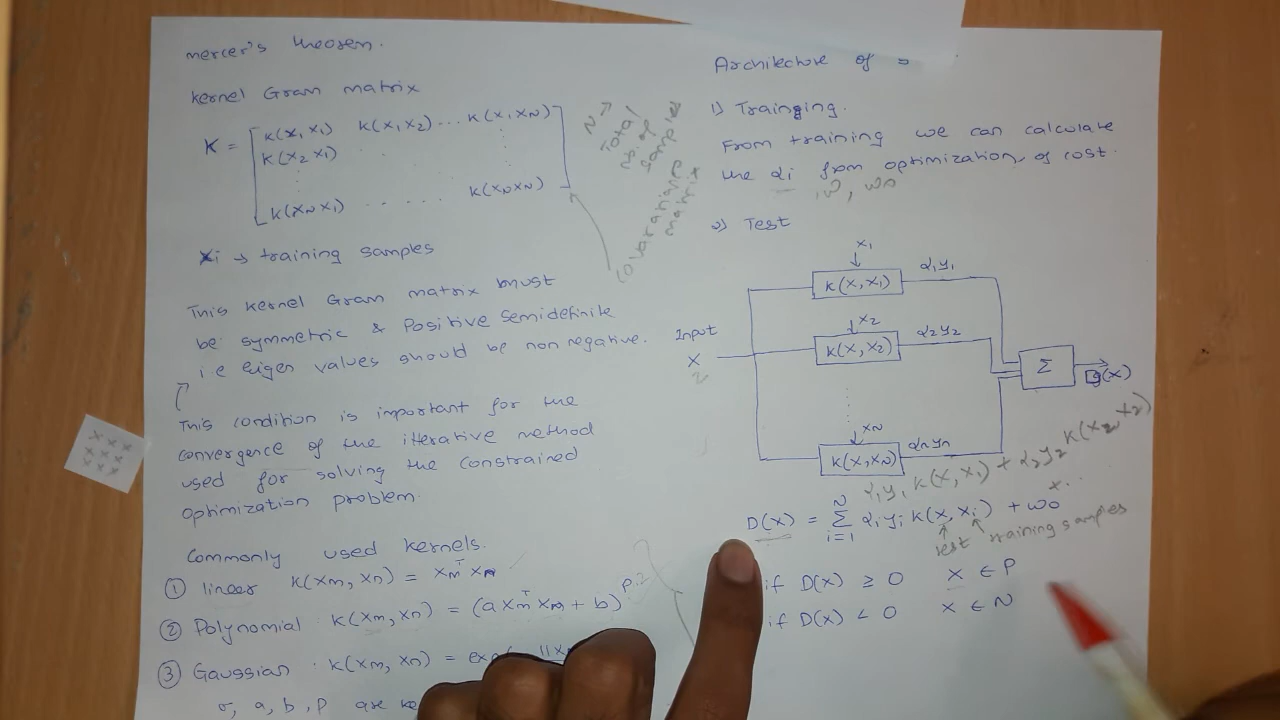 mercer's theorem.
Kernel Gram matrix
K = [ K(x, x1) K(x1 x2) ... K(x1 xN)
K(x2 x1)
K(xN x1) . . . . . K(xN xN) ]
N → Total no. of samples
covariance matrix
xi → training samples
This kernel Gram matrix must
be symmetric & Positive Semidefinite
i e eigen values should be non negative.
This condition is important for the
convergence of the iterative method
used for solving the constrained
optimization problem.
Commonly used kernels.
① linear K(xm, xn) = xmᵀ xn
② Polynomial K(xm, xn) = (a xmᵀ xn + b)^P
③ Gaussian K(xm, xn) = exp
σ, a, b, P are
Architecture of
1) Training.
From training we can calculate
the αi from optimization, of cost.
w, w0
2) Test
Input
x
x1
K(x, x1) α1y1
x2
K(x, x2) α2y2
xN
K(x, xN) αnyn
Σ
g(x)
α1y1 K(x, x1) + α2y2 K(x2, x2)
+ ...
D(x) = Σ i=1 N αi yi K(x, xi) + w0
Test training samples
if D(x) ≥ 0 x ∈ P
if D(x) < 0 x ∈ N